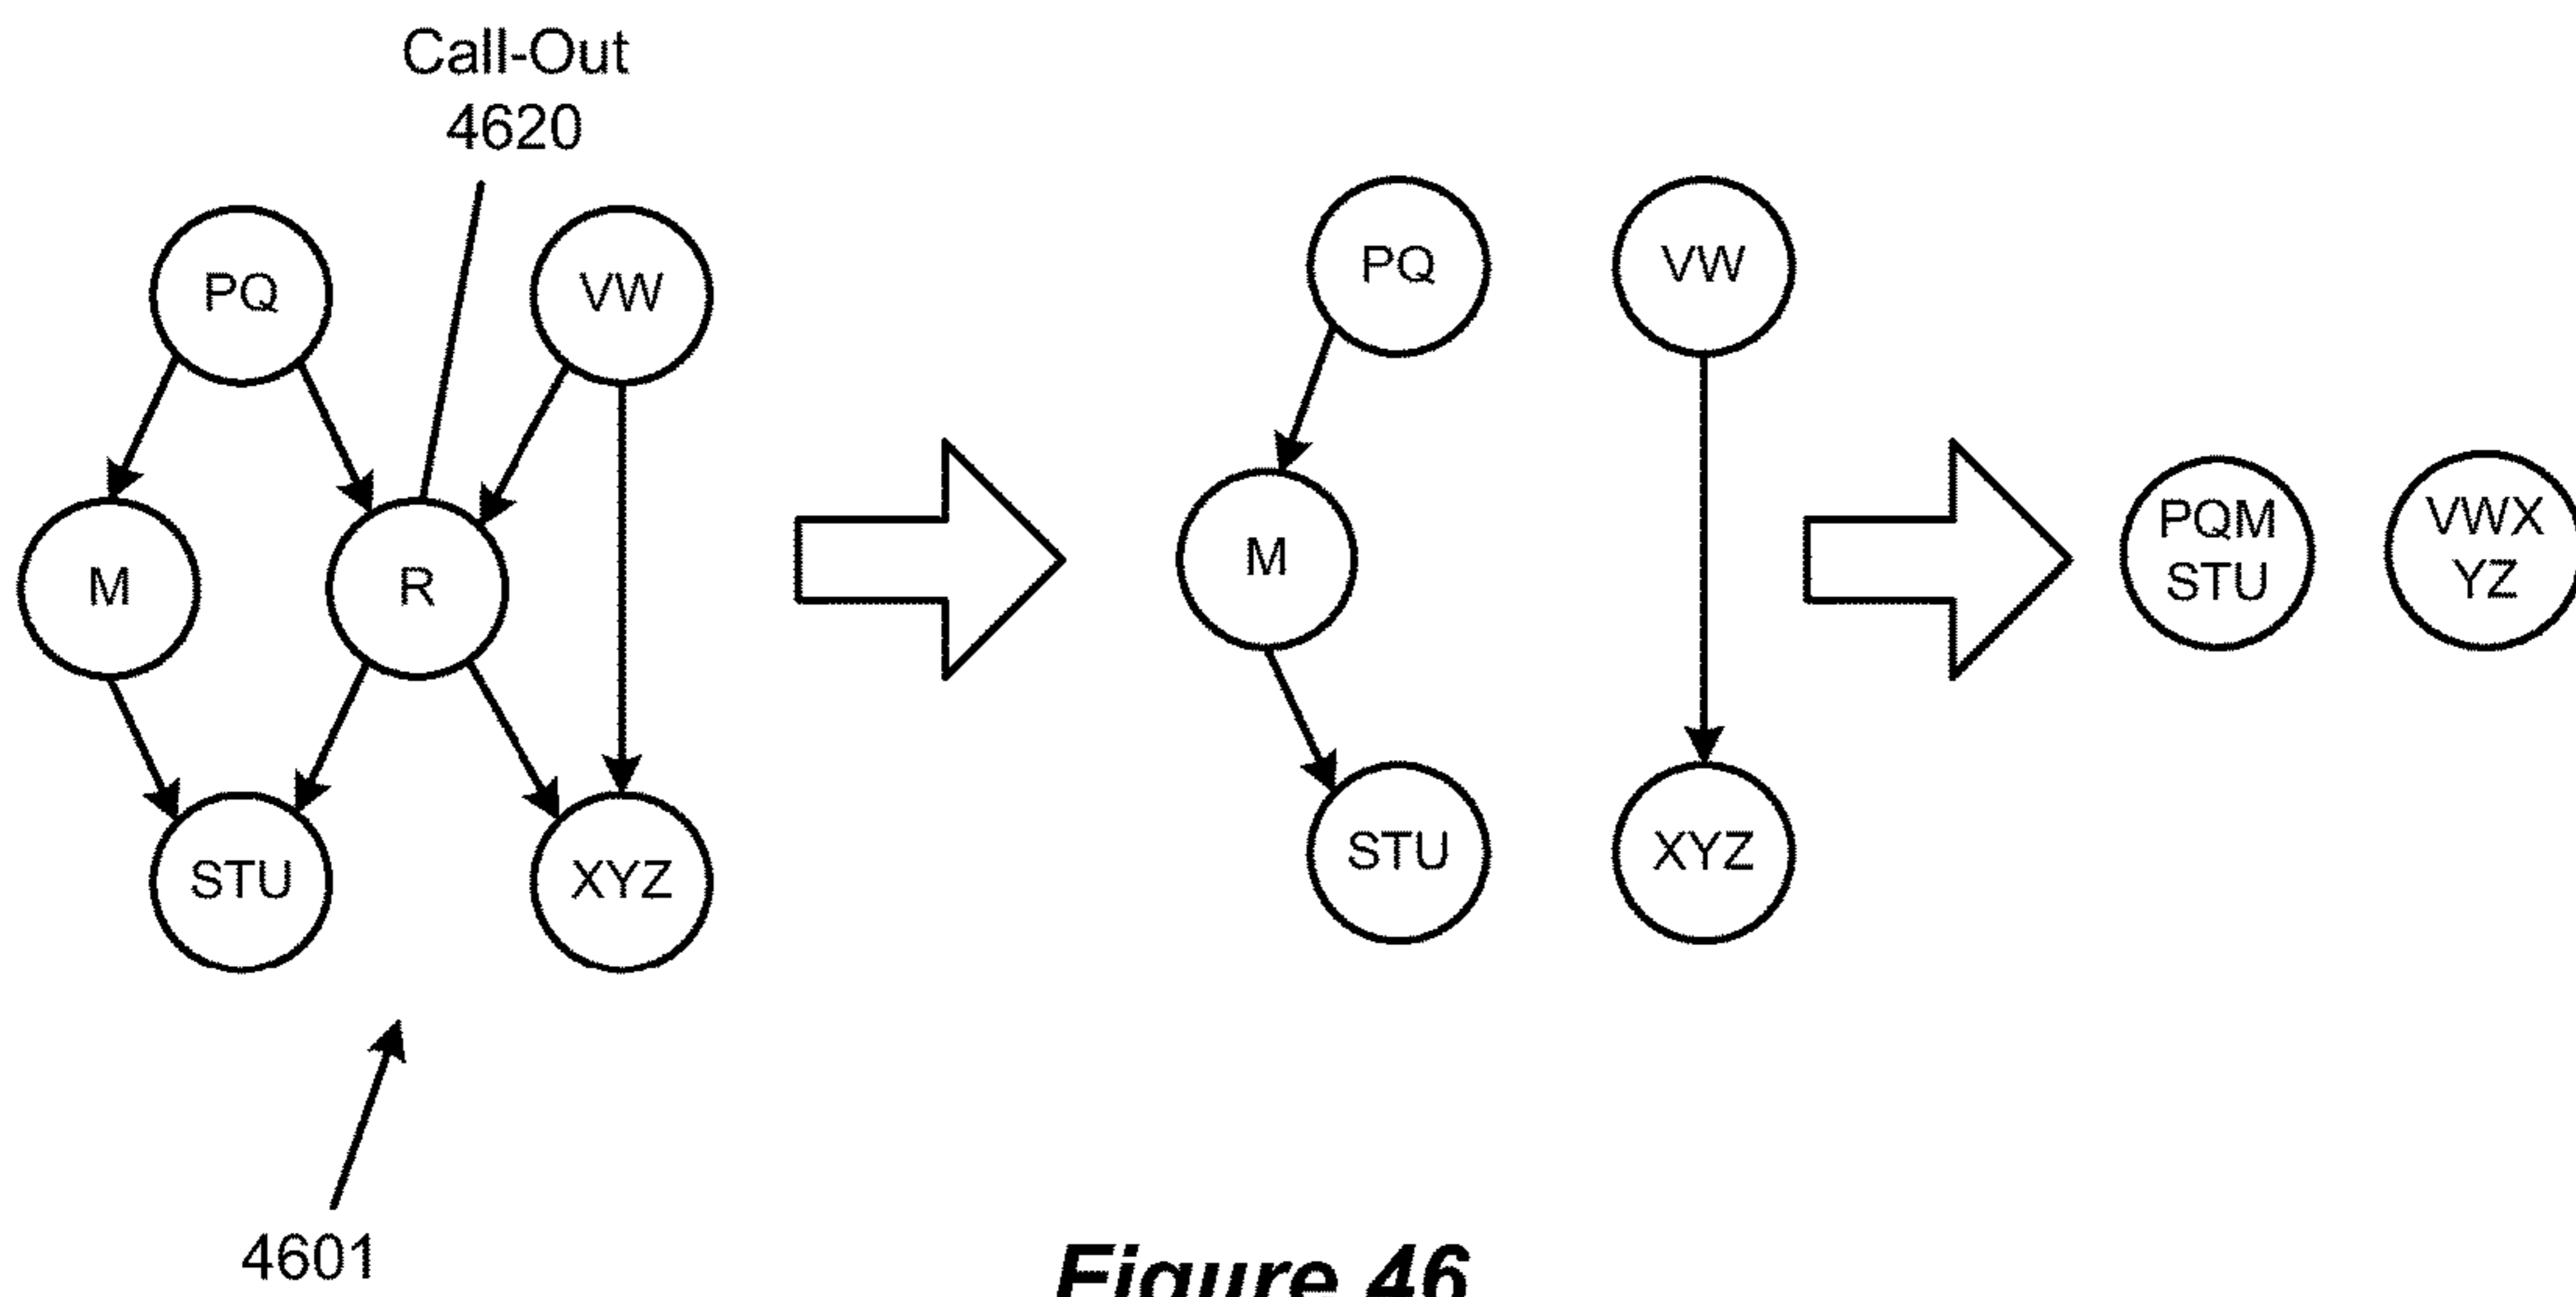 Call-Out
4620
PQ
VW
M
R
STU
XYZ
4601
PQ
VW
M
STU
XYZ
PQM
STU
VWX
YZ
Figure 46